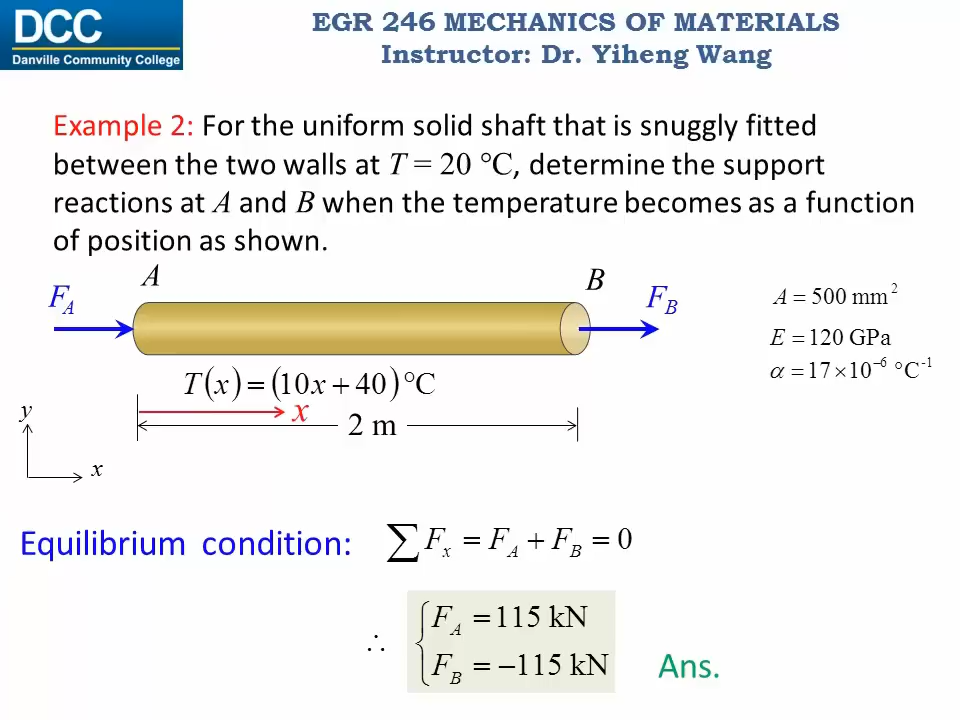 DCC
Danville Community College
EGR 246 MECHANICS OF MATERIALS
Instructor: Dr. Yiheng Wang
Example 2: For the uniform solid shaft that is snuggly fitted
between the two walls at T = 20 °C, determine the support
reactions at A and B when the temperature becomes as a function
of position as shown.
A
B
F_A
F_B
A = 500 mm²
E = 120 GPa
α = 17 × 10⁻⁶ °C⁻¹
T(x) = (10x + 40) °C
x
2 m
y
x
Equilibrium condition: ∑ F_x = F_A + F_B = 0
∴ { F_A = 115 kN
F_B = −115 kN
Ans.